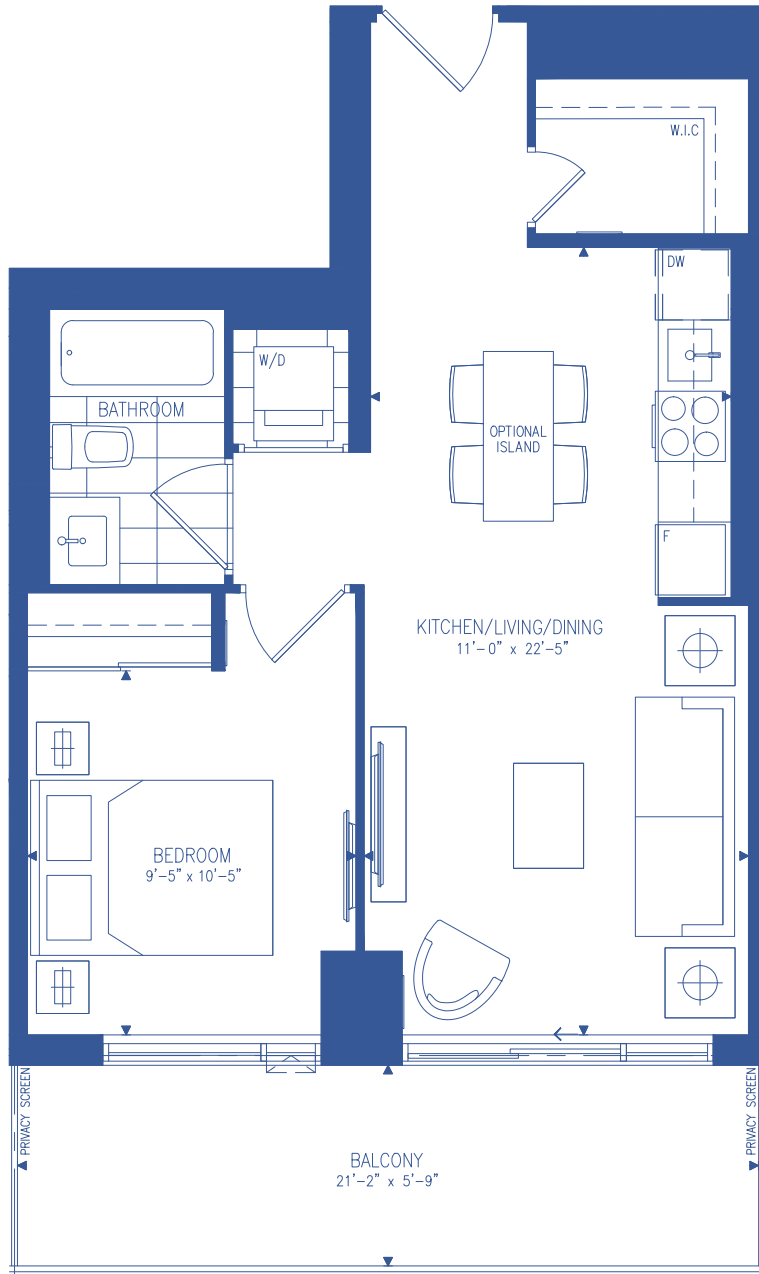 W.I.C
DW
W/D
BATHROOM
OPTIONAL
ISLAND
F
KITCHEN/LIVING/DINING
11'-0" x 22'-5"
BEDROOM
9'-5" x 10'-5"
PRIVACY SCREEN
PRIVACY SCREEN
BALCONY
21'-2" x 5'-9"